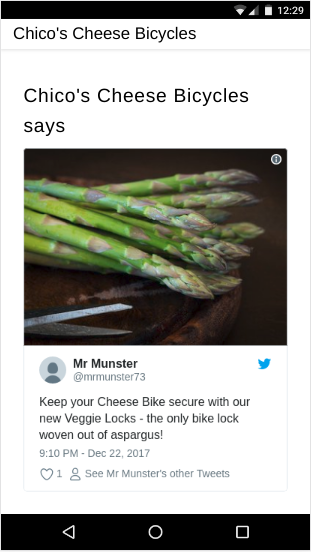 12:29
Chico's Cheese Bicycles
Chico's Cheese Bicycles
says
Mr Munster
@mrmunster73
Keep your Cheese Bike secure with our
new Veggie Locks - the only bike lock
woven out of aspargus!
9:10 PM - Dec 22, 2017
1 See Mr Munster's other Tweets